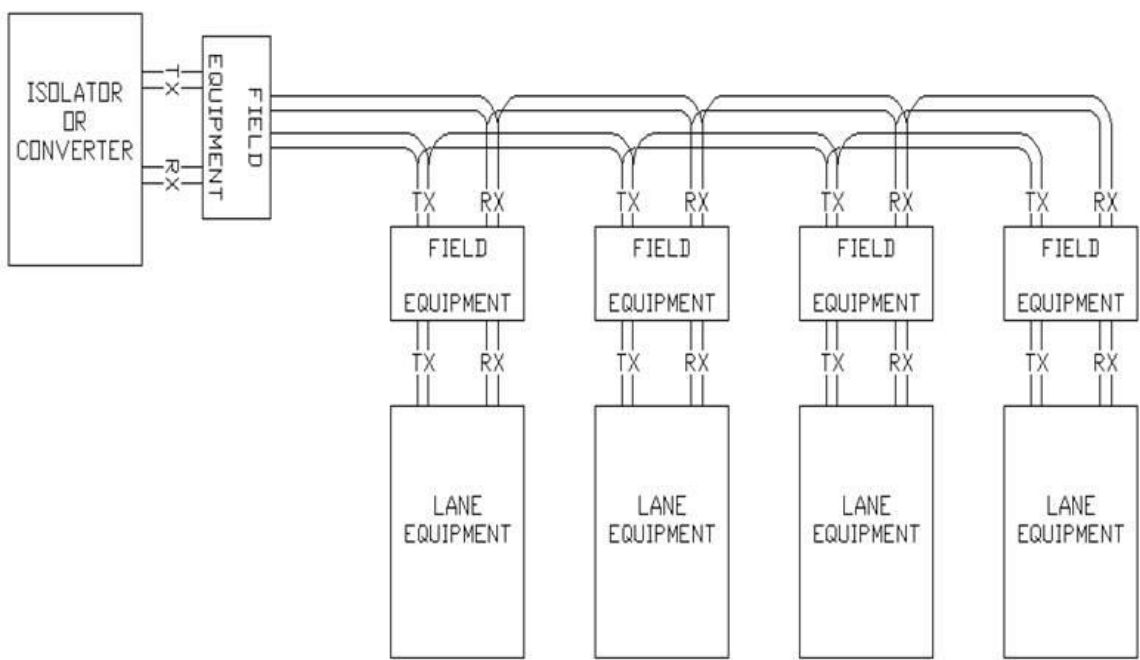 ISOLATOR
OR
CONVERTER
TX
RX
FIELD
EQUIPMENT
TX RX TX RX TX RX TX RX
FIELD FIELD FIELD FIELD
EQUIPMENT EQUIPMENT EQUIPMENT EQUIPMENT
TX RX TX RX TX RX TX RX
LANE LANE LANE LANE
EQUIPMENT EQUIPMENT EQUIPMENT EQUIPMENT